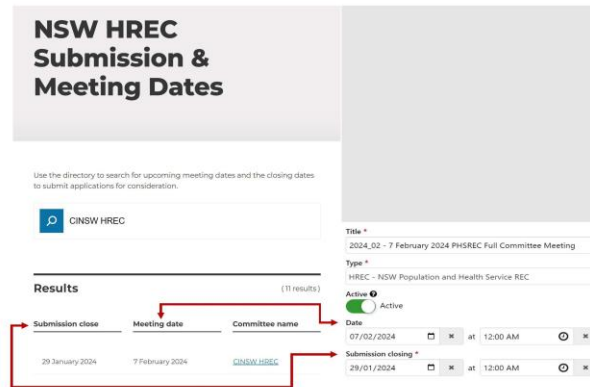 NSW HREC
Submission &
Meeting Dates
Use the directory to search for upcoming meeting dates and the closing dates
to submit applications for consideration.
CINSW HREC
Results (11 results)
Submission close Meeting date Committee name
29 January 2024 7 February 2024 CINSW HREC
Title *
2024_02 - 7 February 2024 PHSREC Full Committee Meeting
Type *
HREC - NSW Population and Health Service REC
Active
Active
Date
07/02/2024 at 12:00 AM
Submission closing *
29/01/2024 at 12:00 AM